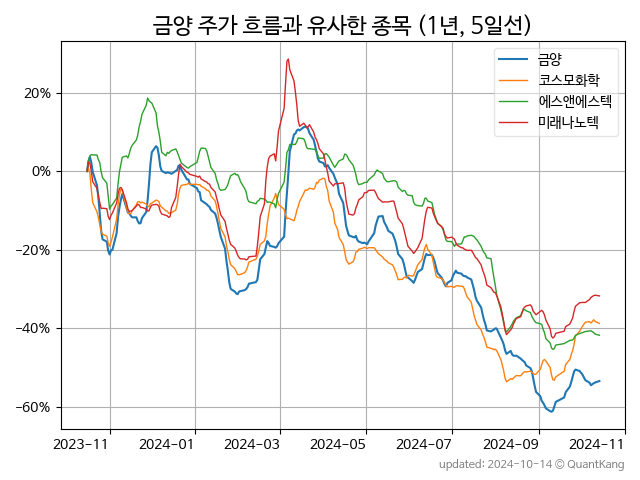 금양 주가 흐름과 유사한 종목 (1년, 5일선)
금양
코스모화학
에스앤에스텍
미래나노텍
20%
0%
−20%
−40%
−60%
2023-11 2024-01 2024-03 2024-05 2024-07 2024-09 2024-11
updated: 2024-10-14 © QuantKang